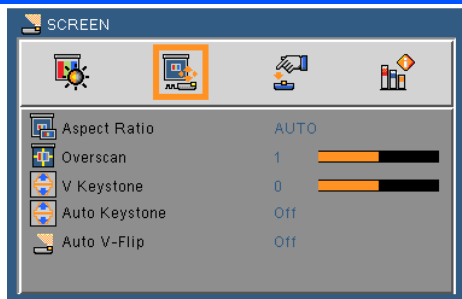 SCREEN
Aspect Ratio AUTO
Overscan 1
V Keystone 0
Auto Keystone Off
Auto V-Flip Off